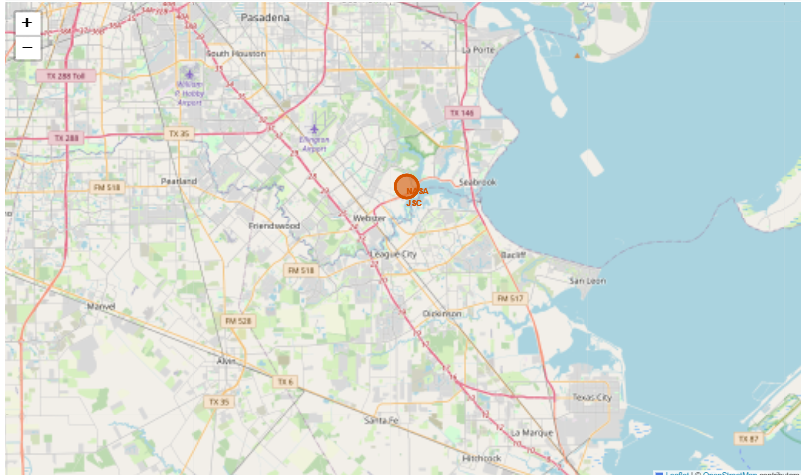 +
−
Pasadena
South Houston
La Porte
TX 288 Toll
William
P. Hobby
Airport
TX 146
Ellington
Airport
TX 288
TX 35
Pearland
FM 518
NASA
JSC
Seabrook
Webster
Friendswood
League City
Bacliff
FM 518
San Leon
FM 517
Manvel
Dickinson
FM 528
Alvin
TX 6
TX 35
Texas City
Santa Fe
La Marque
TX 87
Hitchcock
Leaflet | © OpenStreetMap contributors